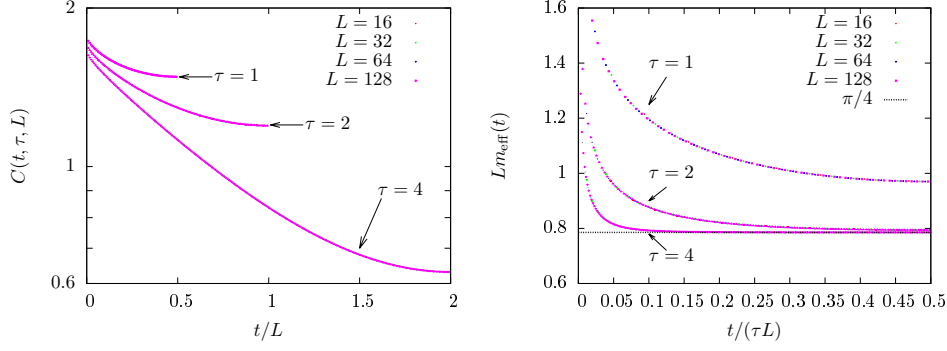 2
1
0.6
0
0.5
1
1.5
2
C(t, τ, L)
t/L
L = 16
L = 32
L = 64
L = 128
τ = 1
τ = 2
τ = 4
1.6
1.4
1.2
1
0.8
0.6
0 0.05 0.1 0.15 0.2 0.25 0.3 0.35 0.4 0.45 0.5
Lm_eff(t)
t/(τL)
L = 16
L = 32
L = 64
L = 128
π/4
τ = 1
τ = 2
τ = 4